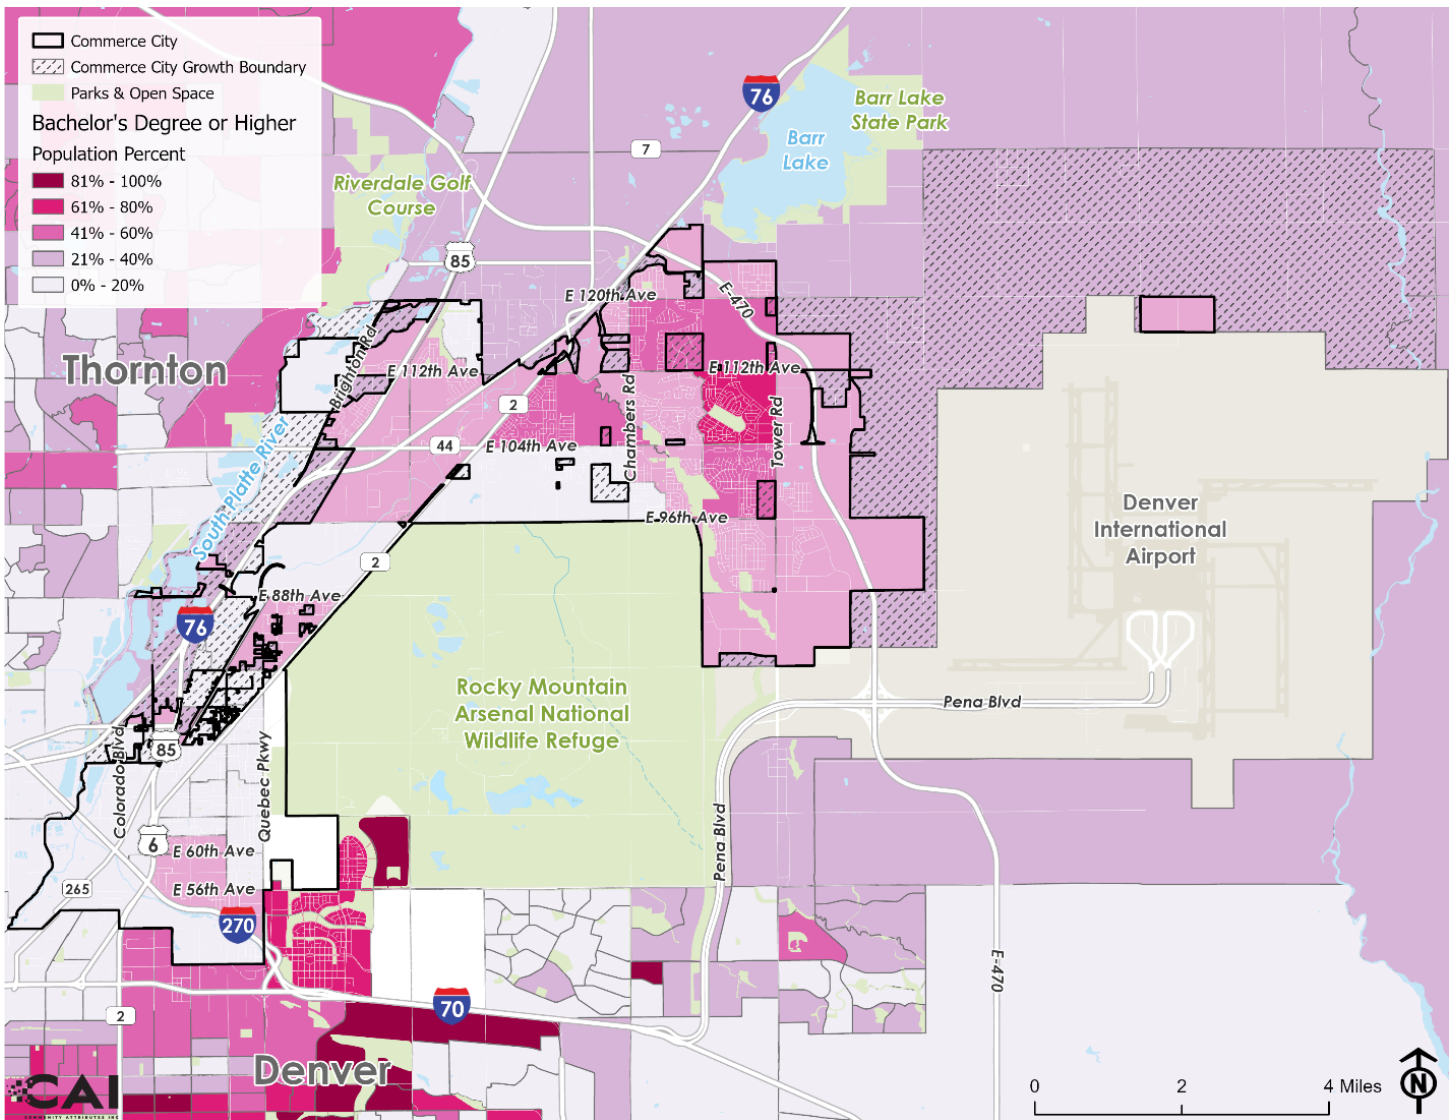 Commerce City
Commerce City Growth Boundary
Parks & Open Space
Bachelor's Degree or Higher
Population Percent
81% - 100%
61% - 80%
41% - 60%
21% - 40%
0% - 20%
76
Barr Lake
State Park
Barr
Lake
7
Riverdale Golf
Course
85
E 120th Ave
E-470
Thornton
Brighton Rd
E 112th Ave
E 112th Ave
2
Chambers Rd
Tower Rd
44
E 104th Ave
South Platte River
E 96th Ave
Denver
International
Airport
2
E 88th Ave
76
Rocky Mountain
Arsenal National
Wildlife Refuge
Pena Blvd
85
Colorado Blvd
Quebec Pkwy
Pena Blvd
6
E 60th Ave
E 56th Ave
265
270
E-470
70
2
Denver
CAI
COMMUNITY ATTRIBUTES INC
0 2 4 Miles
N